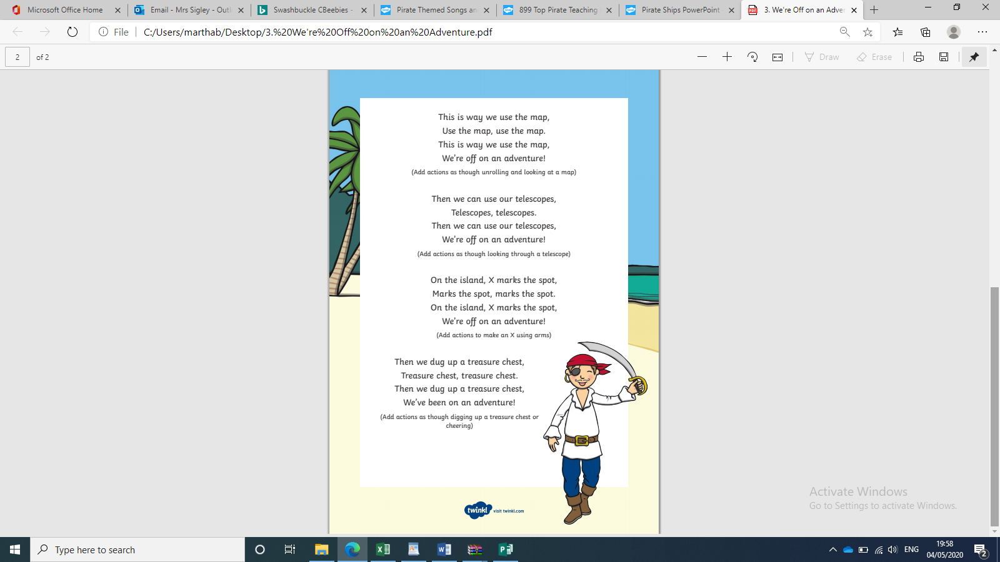 Microsoft Office Home
Email - Mrs Sigley - Outl
Swashbuckle CBeebies -
Pirate Themed Songs an
899 Top Pirate Teaching
Pirate Ships PowerPoint
3. We're Off on an Adver
File
C:/Users/marthab/Desktop/3.%20We're%20Off%20on%20an%20Adventure.pdf
2
of 2
Draw
Erase
This is way we use the map,
Use the map, use the map.
This is way we use the map,
We're off on an adventure!
(Add actions as though unrolling and looking at a map)
Then we can use our telescopes,
Telescopes, telescopes.
Then we can use our telescopes,
We're off on an adventure!
(Add actions as though looking through a telescope)
On the island, X marks the spot,
Marks the spot, marks the spot.
On the island, X marks the spot,
We're off on an adventure!
(Add actions to make an X using arms)
Then we dug up a treasure chest,
Treasure chest, treasure chest.
Then we dug up a treasure chest,
We've been on an adventure!
(Add actions as though digging up a treasure chest or
cheering)
twinkl visit twinkl.com
Activate Windows
Go to Settings to activate Windows.
Type here to search
ENG
19:58
04/05/2020
2